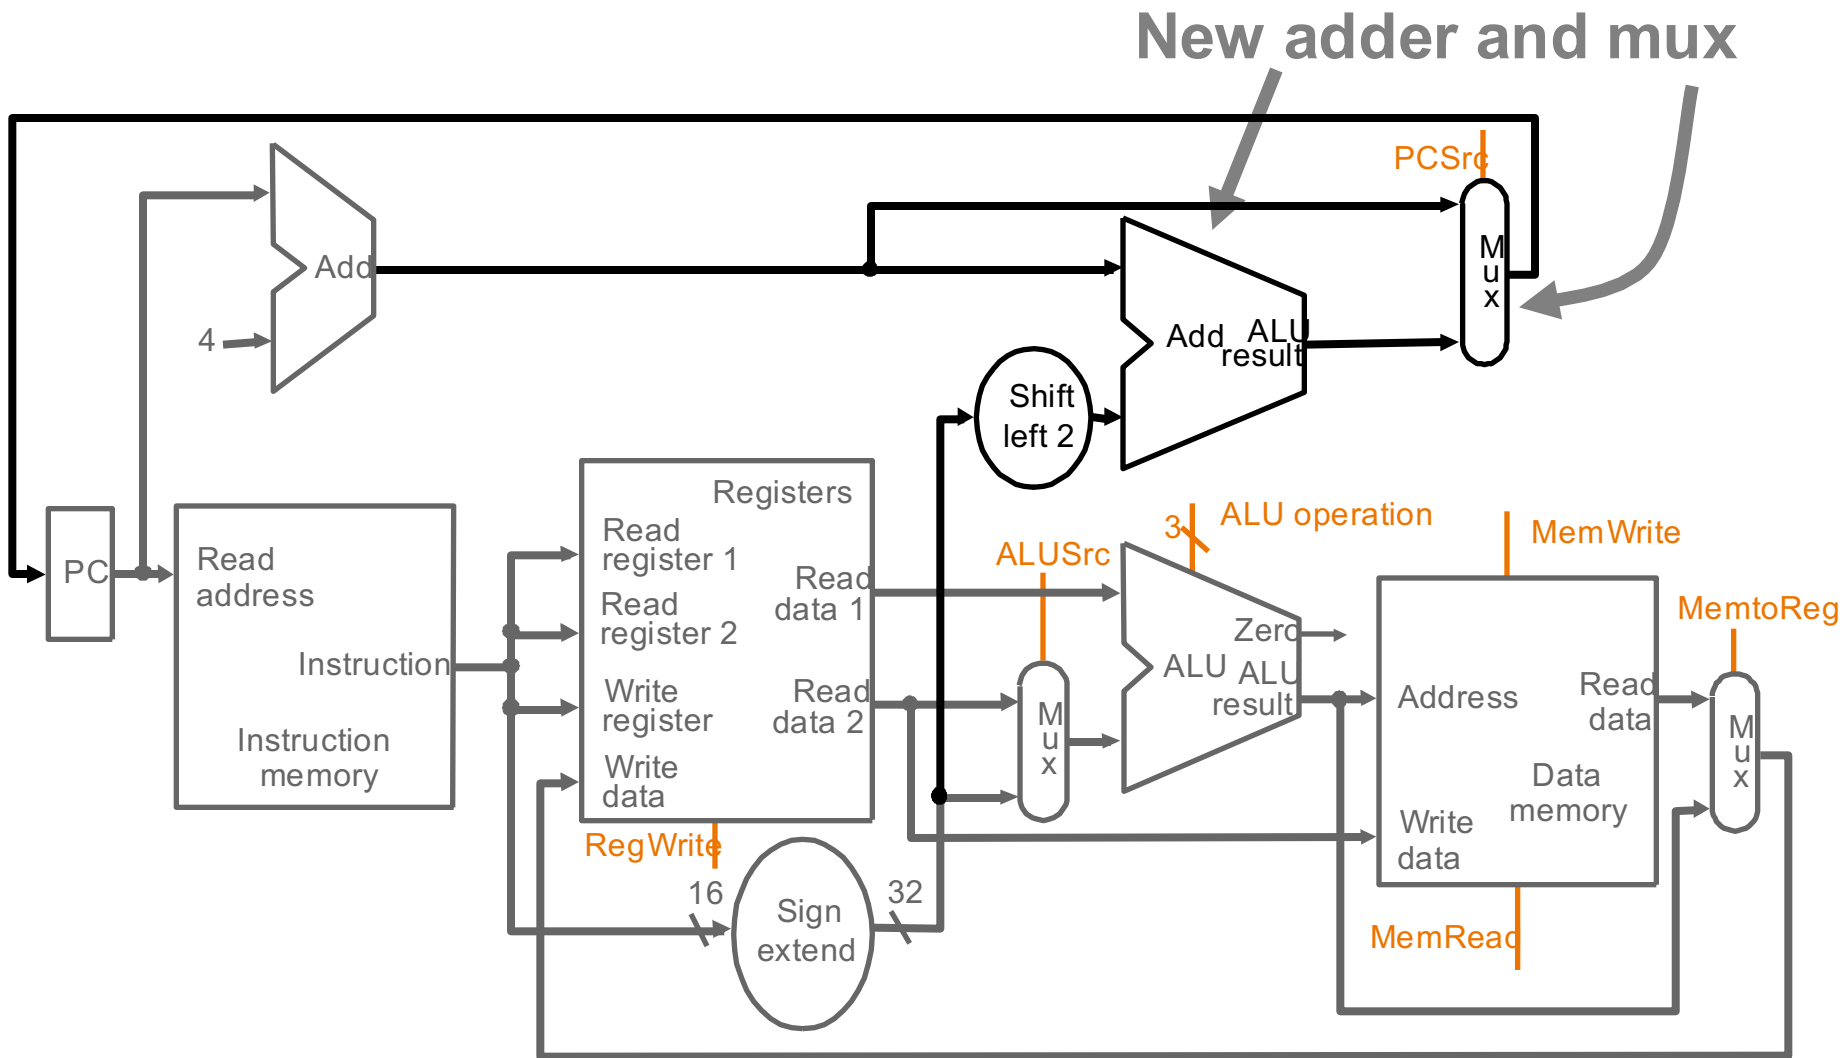 New adder and mux
PCSrc
Add
M
u
x
4
Add
ALU
result
Shift
left 2
Registers
PC
Read
address
Instruction
Instruction
memory
Read
register 1
Read
register 2
Write
register
Write
data
Read
data 1
Read
data 2
RegWrite
16
Sign
extend
32
ALUSrc
M
u
x
3
ALU operation
Zero
ALU
ALU
result
MemWrite
Address
Read
data
Data
memory
Write
data
MemRead
MemtoReg
M
u
x